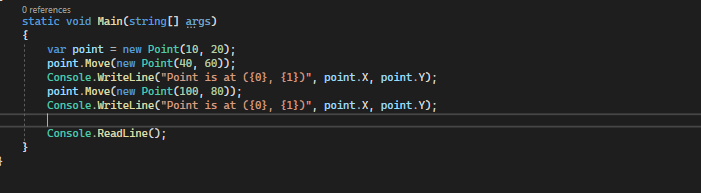 0 references
static void Main(string[] args)
{
var point = new Point(10, 20);
point.Move(new Point(40, 60));
Console.WriteLine("Point is at ({0}, {1})", point.X, point.Y);
point.Move(new Point(100, 80));
Console.WriteLine("Point is at ({0}, {1})", point.X, point.Y);
Console.ReadLine();
}
}